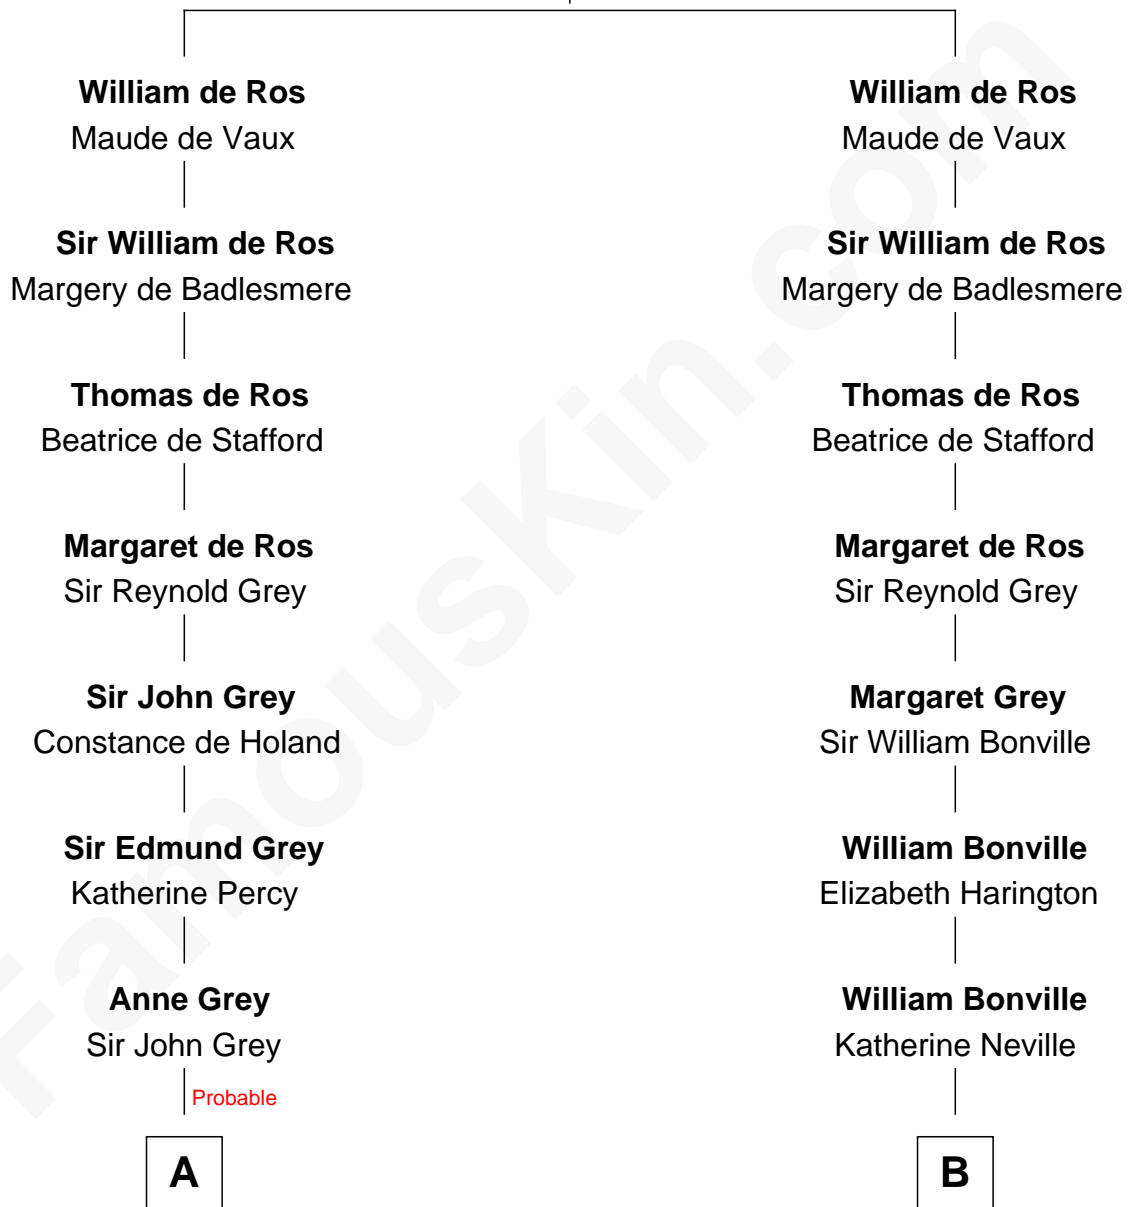 William de Ros
Maude de Vaux
Sir William de Ros
Margery de Badlesmere
Thomas de Ros
Beatrice de Stafford
Margaret de Ros
Sir Reynold Grey
Sir John Grey
Constance de Holand
Sir Edmund Grey
Katherine Percy
Anne Grey
Sir John Grey
Probable
A
William de Ros
Maude de Vaux
Sir William de Ros
Margery de Badlesmere
Thomas de Ros
Beatrice de Stafford
Margaret de Ros
Sir Reynold Grey
Margaret Grey
Sir William Bonville
William Bonville
Elizabeth Harington
William Bonville
Katherine Neville
B
FamousKin.com